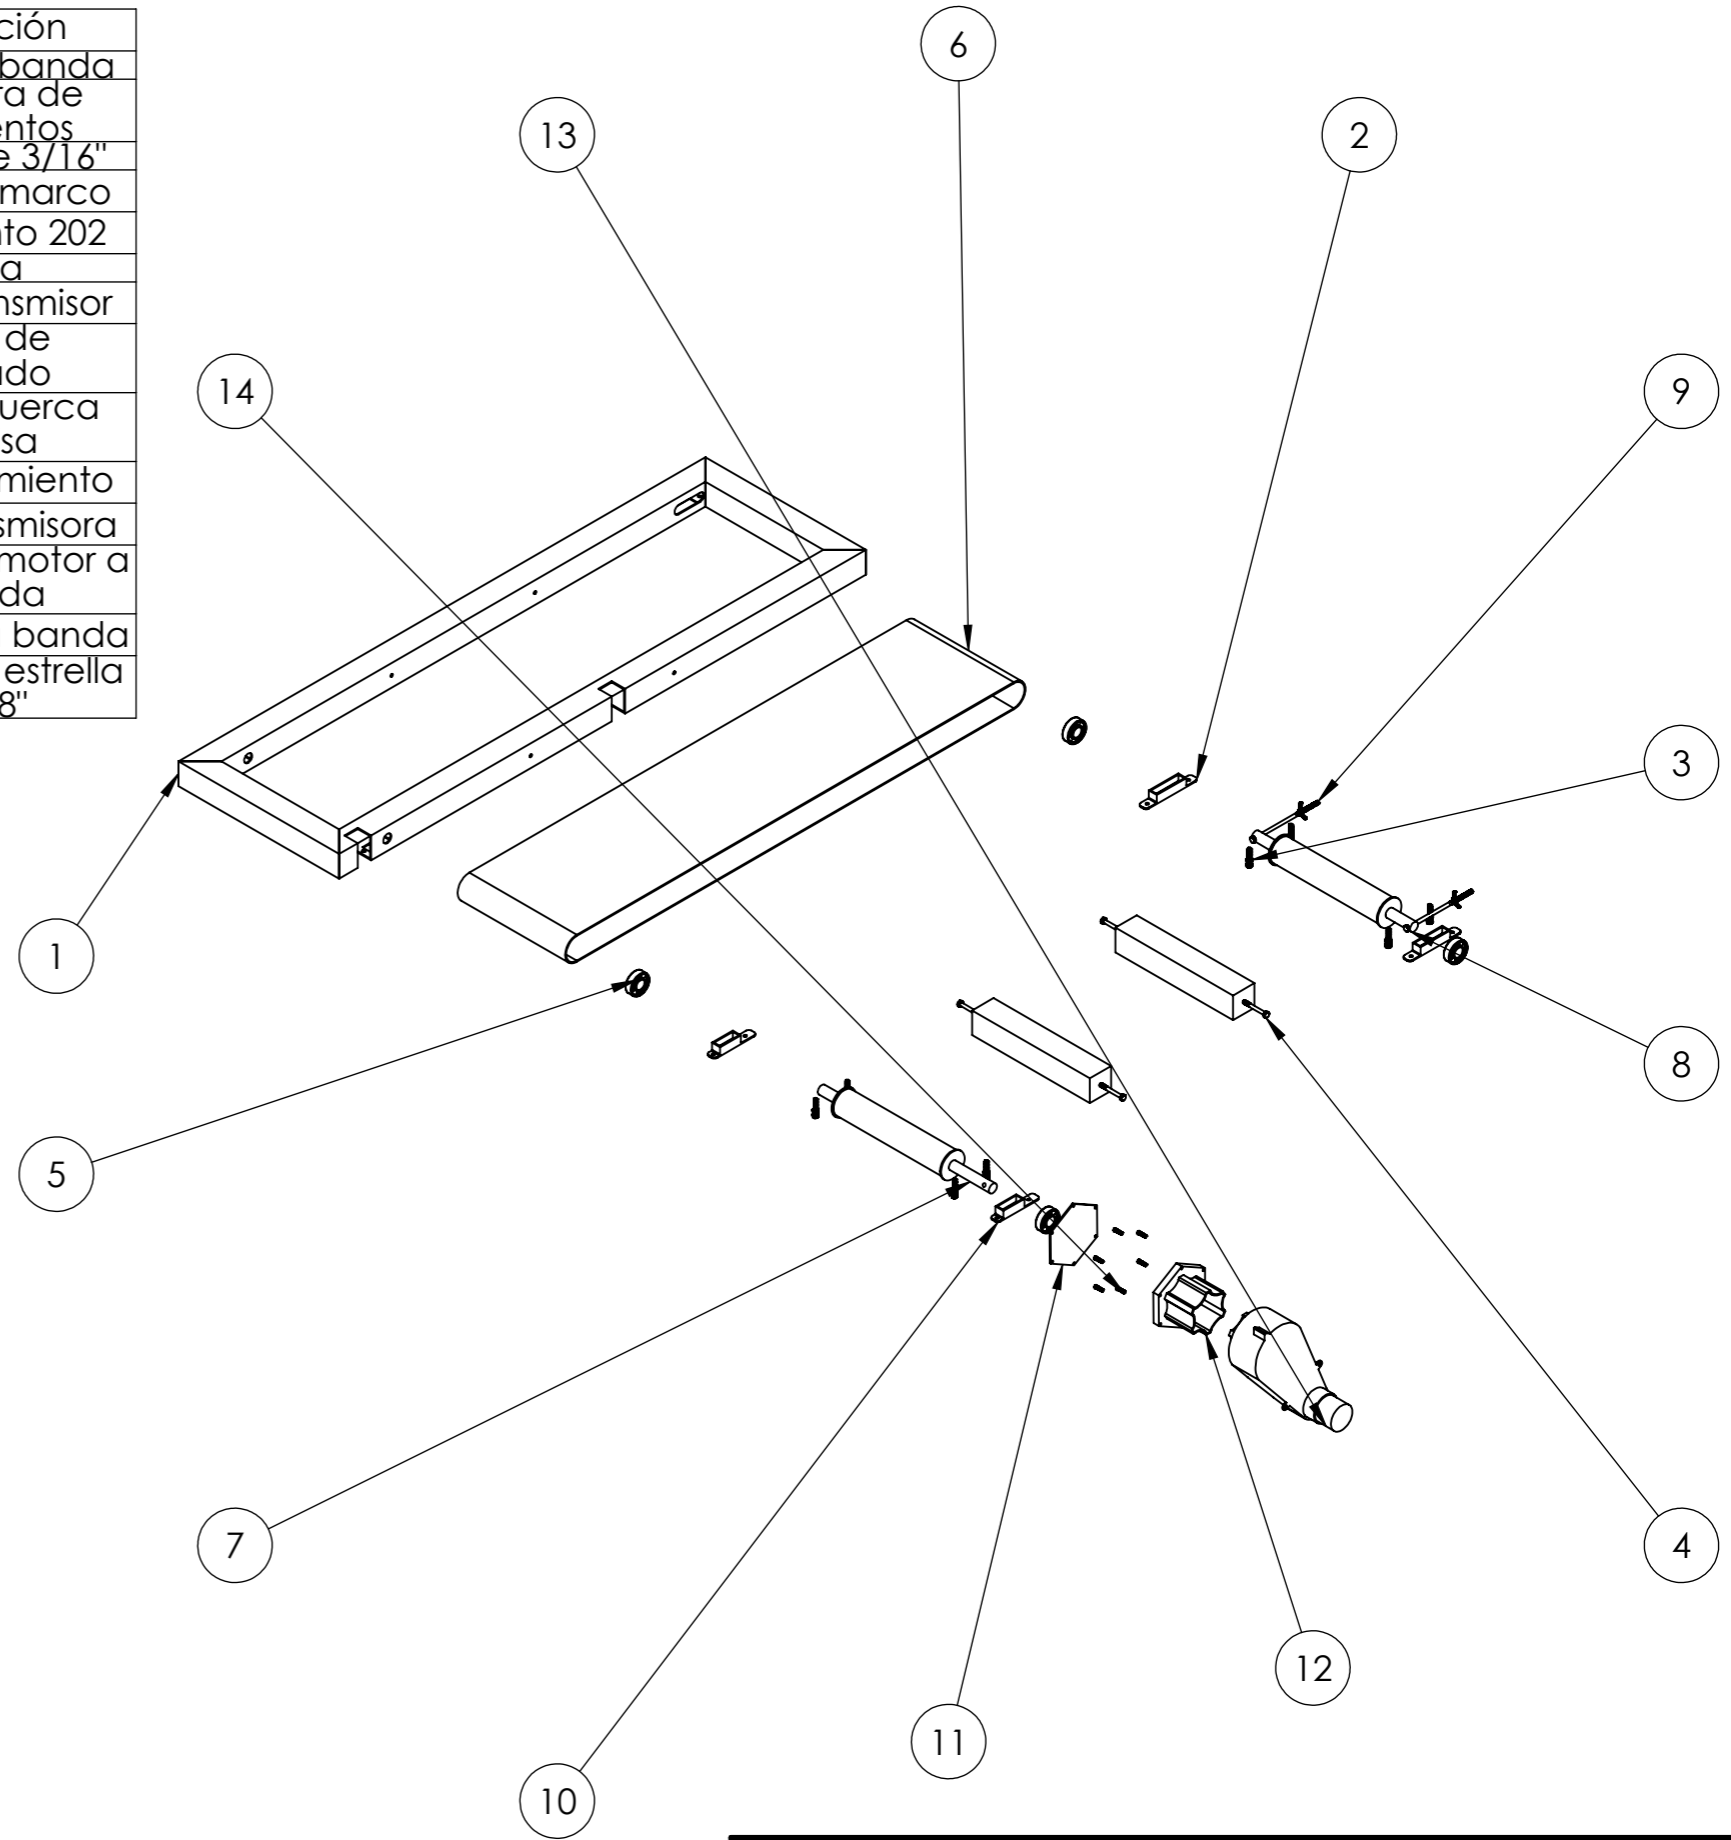 ción
banda
ra de
entos
e 3/16"
marco
nto 202
a
nsmisor
de
ado
uerca
sa
miento
smisora
motor a
da
banda
estrella
8"
6
13
2
14
9
3
1
8
5
7
4
12
11
10